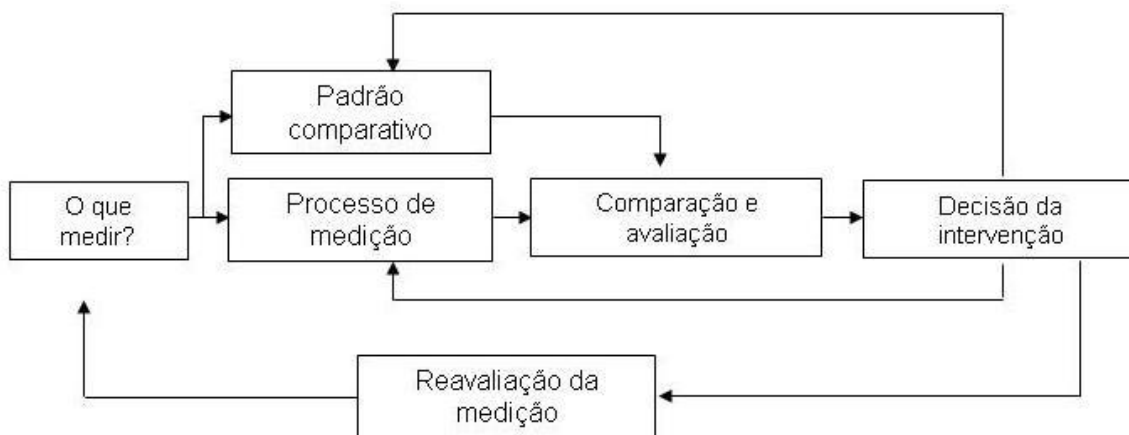 Padrão
comparativo
O que
medir?
Processo de
medição
Comparação e
avaliação
Decisão da
intervenção
Reavaliação da
medição